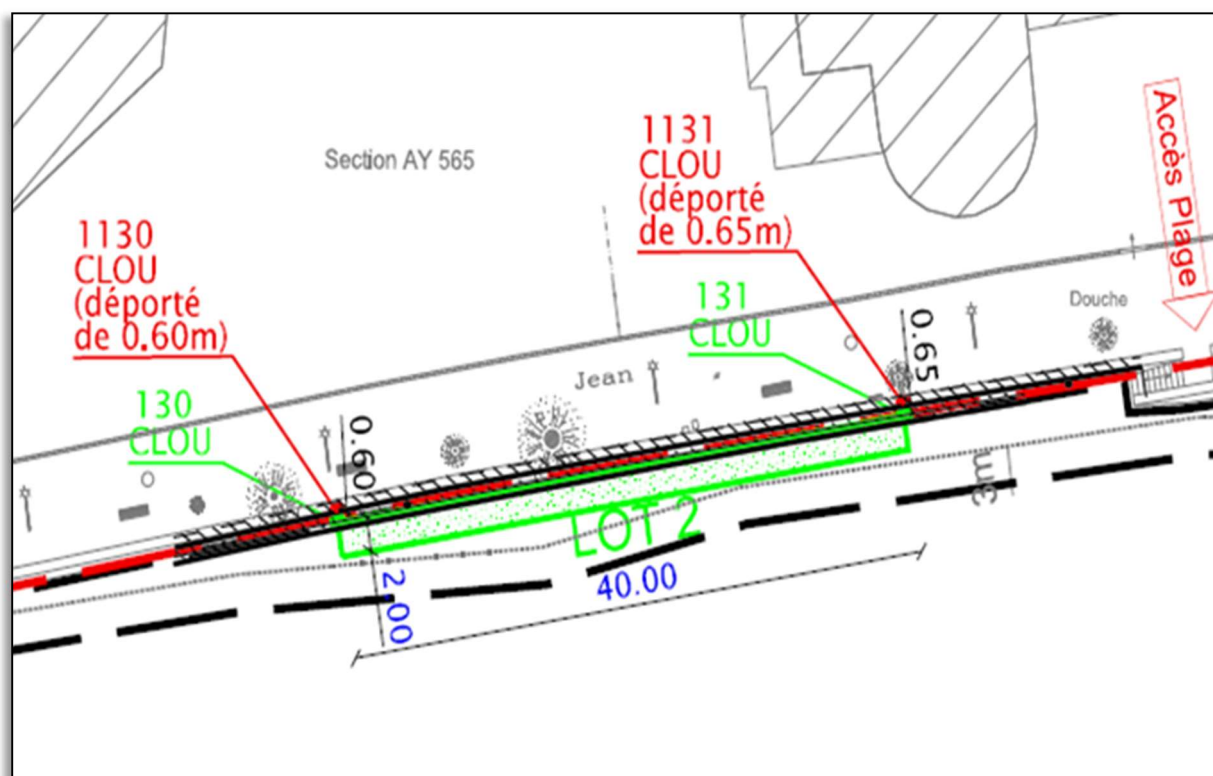 Section AY 565
1131
CLOU
(déporté
de 0.65m)
Accès Plage
1130
CLOU
(déporté
de 0.60m)
131
CLOU
Douche
0.65
Jean
130
CLOU
0.60
3m
LOT 2
40.00
2.00